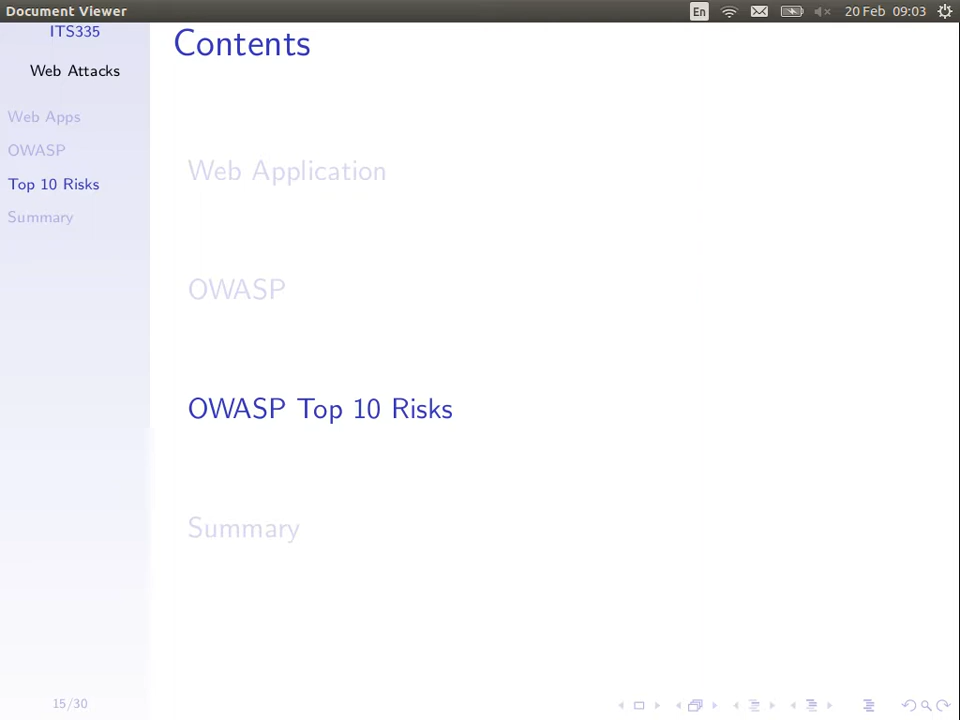 Document Viewer
En
20 Feb 09:03
ITS335
Web Attacks
Web Apps
OWASP
Top 10 Risks
Summary
Contents
Web Application
OWASP
OWASP Top 10 Risks
Summary
15/30